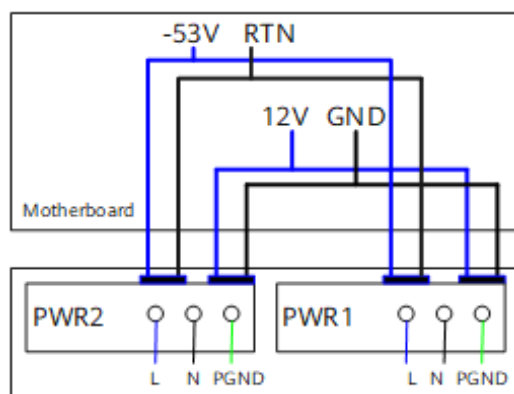 -53V RTN
12V GND
Motherboard
PWR2 PWR1
L N PGND L N PGND